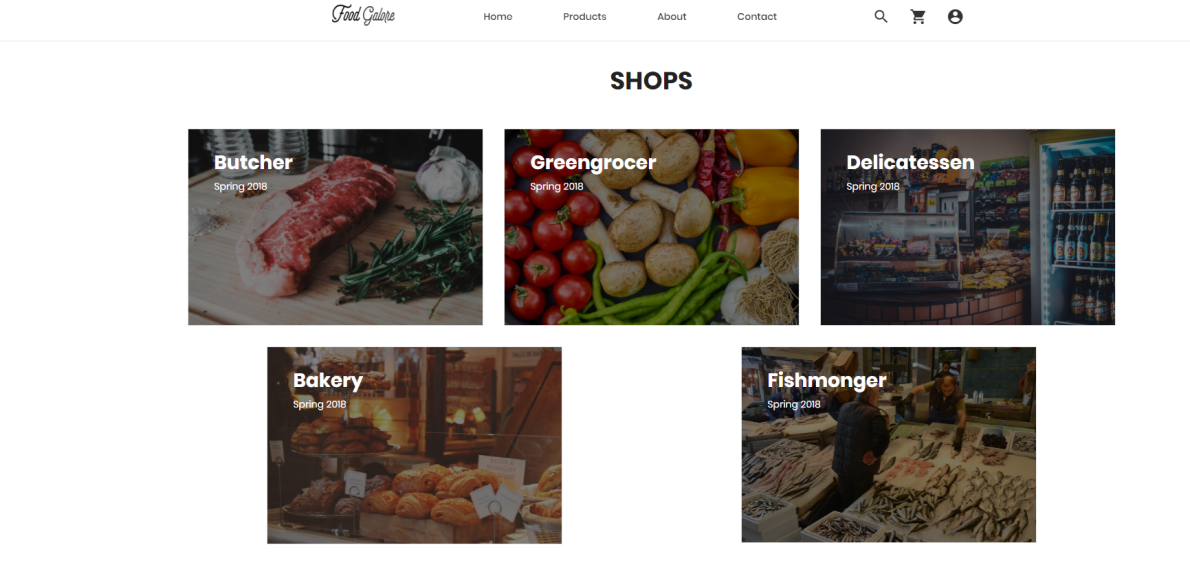 Food Galore
Home Products About Contact
SHOPS
Butcher
Spring 2018
Greengrocer
Spring 2018
Delicatessen
Spring 2018
Bakery
Spring 2018
Fishmonger
Spring 2018